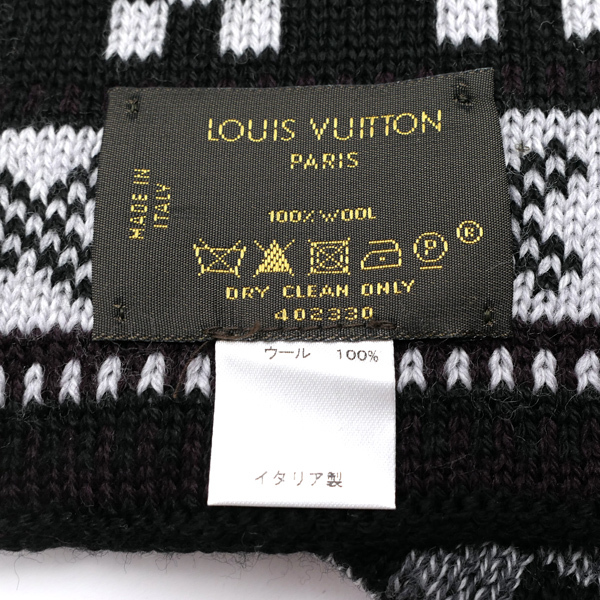 LOUIS VUITTON
PARIS
MADE IN
ITALY
100% WOOL
P
®
DRY CLEAN ONLY
402330
ウール 100%
イタリア製